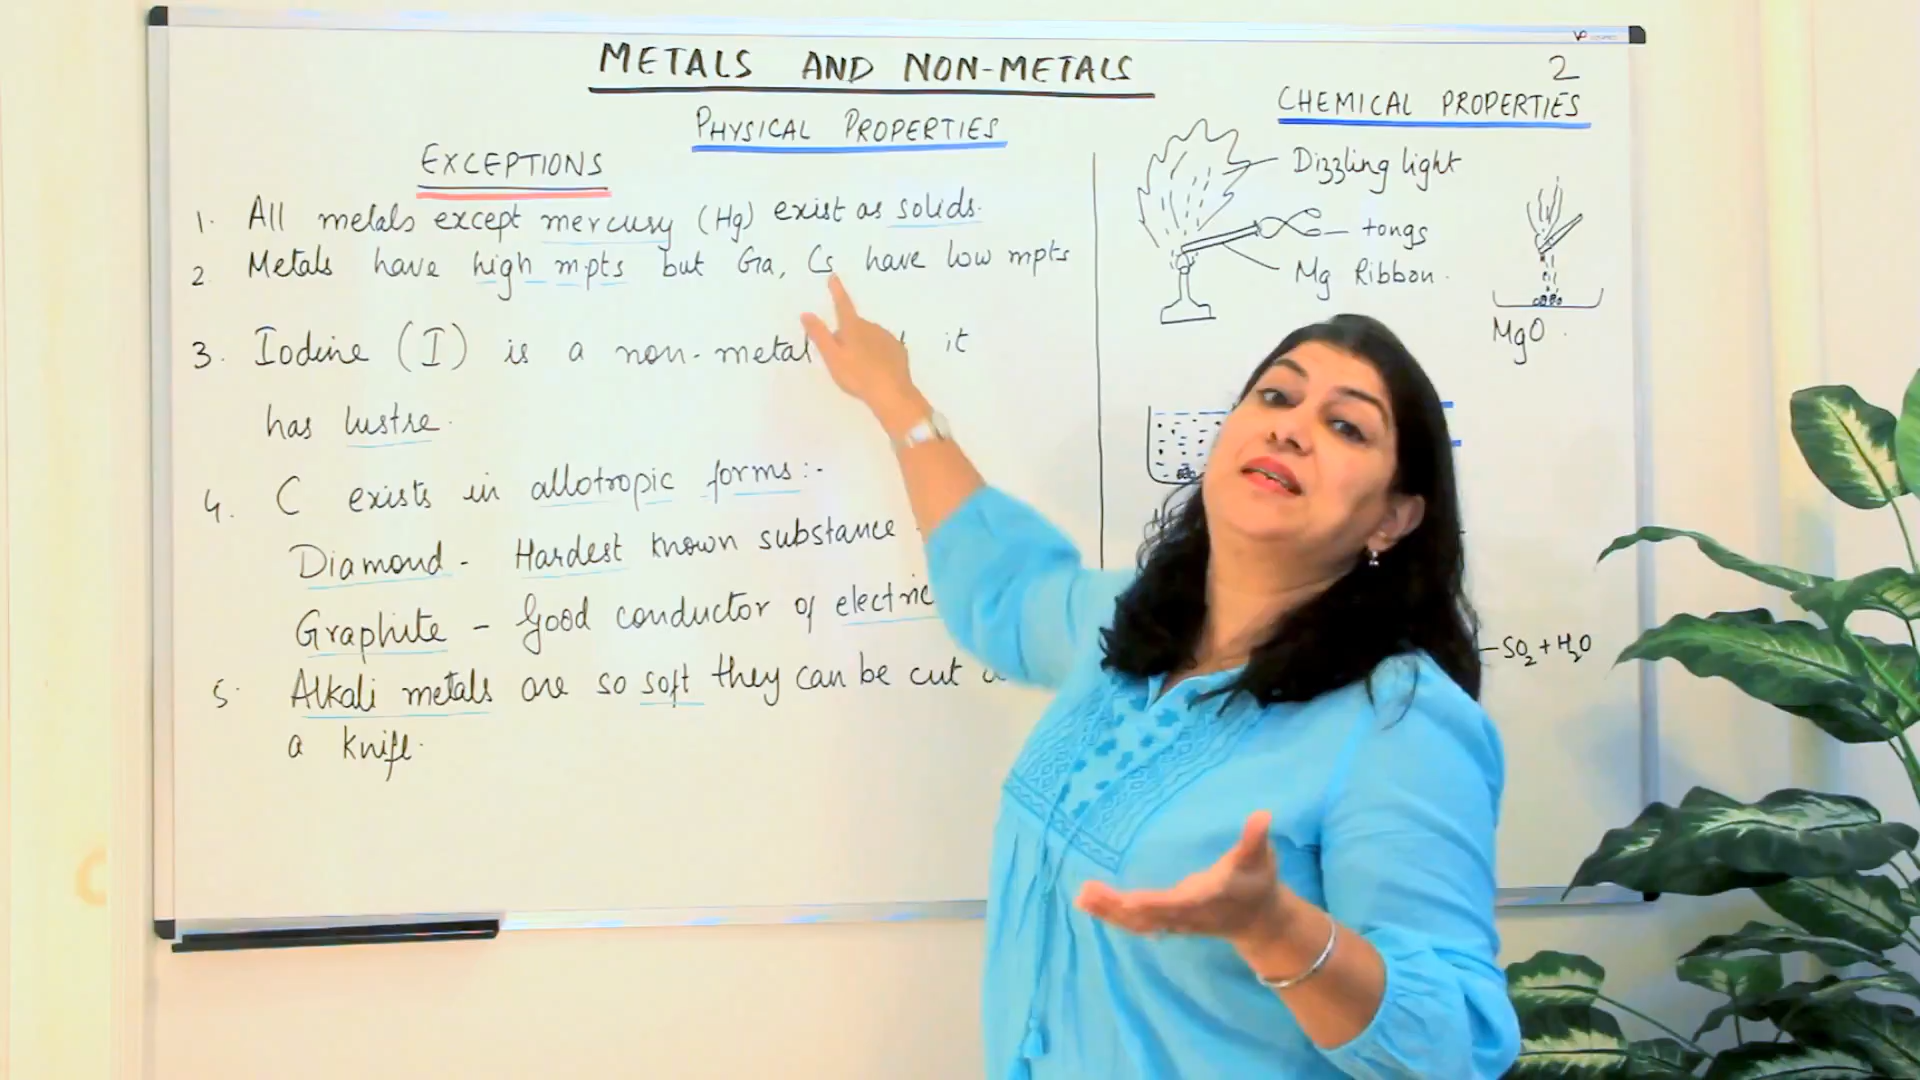 METALS AND NON-METALS
2
PHYSICAL PROPERTIES
CHEMICAL PROPERTIES
EXCEPTIONS
1. All metals except mercury (Hg) exist as solids.
2 Metals have high mpts but Ga, Cs have low mpts
3. Iodine (I) is a non-metal it
has lustre.
4. C exists in allotropic forms:-
Diamond - Hardest known substance
Graphite - Good conductor of electric
5. Alkali metals are so soft they can be cut
a knife.
Dizzling light
tongs
Mg Ribbon.
MgO.
SO2 + H2O